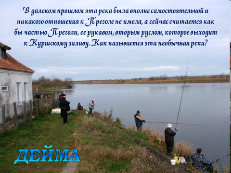 "В далеком прошлом эта река была вполне самостоятельной и
никакого отношения к Преголе не имела, а сейчас считается как
бы частью Преголи, ее рукавом, вторым руслом, которое выходит
к Куршскому заливу. Как называется эта необычная река?
ДЕЙМА